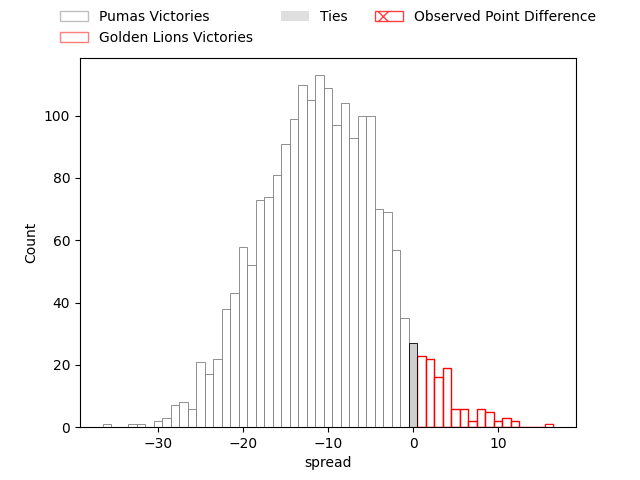 Pumas Victories
Golden Lions Victories
Ties
Observed Point Difference
Count
100
80
60
40
20
0
−30
−20
−10
0
10
spread